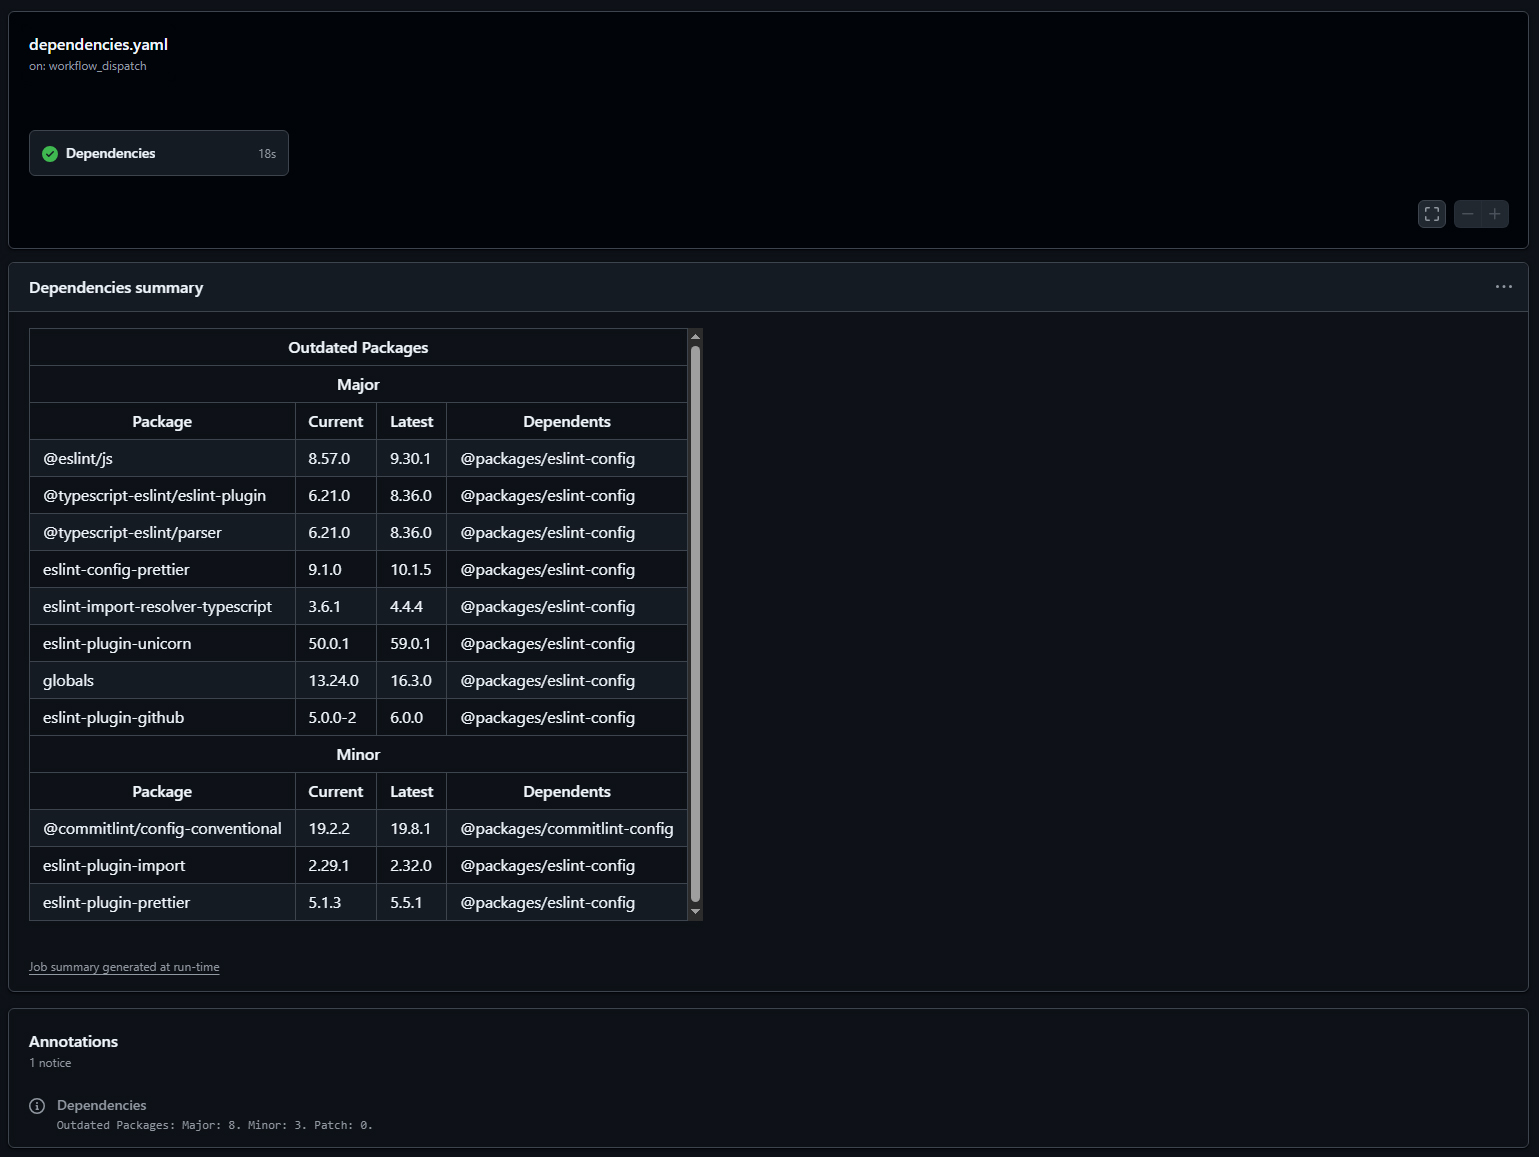 dependencies.yaml
on: workflow_dispatch
Dependencies 18s
Dependencies summary
Outdated Packages
Major
Package Current Latest Dependents
@eslint/js 8.57.0 9.30.1 @packages/eslint-config
@typescript-eslint/eslint-plugin 6.21.0 8.36.0 @packages/eslint-config
@typescript-eslint/parser 6.21.0 8.36.0 @packages/eslint-config
eslint-config-prettier 9.1.0 10.1.5 @packages/eslint-config
eslint-import-resolver-typescript 3.6.1 4.4.4 @packages/eslint-config
eslint-plugin-unicorn 50.0.1 59.0.1 @packages/eslint-config
globals 13.24.0 16.3.0 @packages/eslint-config
eslint-plugin-github 5.0.0-2 6.0.0 @packages/eslint-config
Minor
Package Current Latest Dependents
@commitlint/config-conventional 19.2.2 19.8.1 @packages/commitlint-config
eslint-plugin-import 2.29.1 2.32.0 @packages/eslint-config
eslint-plugin-prettier 5.1.3 5.5.1 @packages/eslint-config
Job summary generated at run-time
Annotations
1 notice
Dependencies
Outdated Packages: Major: 8. Minor: 3. Patch: 0.